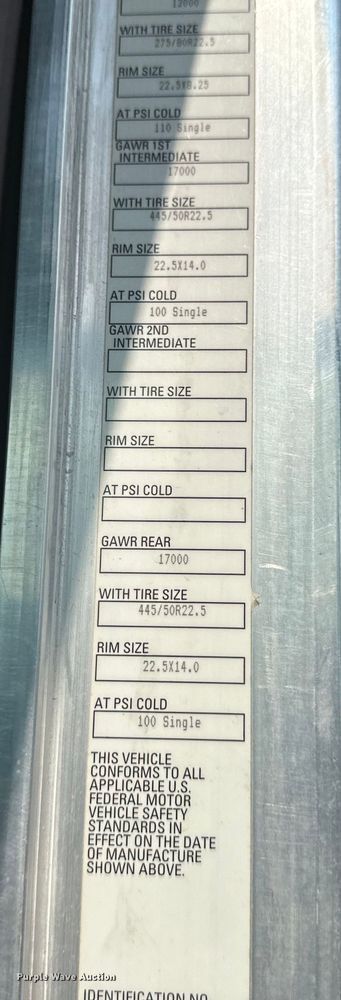 12000
WITH TIRE SIZE
275/80R22.5
RIM SIZE
22.5X8.25
AT PSI COLD
110 Single
GAWR 1ST
INTERMEDIATE
17000
WITH TIRE SIZE
445/50R22.5
RIM SIZE
22.5X14.0
AT PSI COLD
100 Single
GAWR 2ND
INTERMEDIATE
WITH TIRE SIZE
RIM SIZE
AT PSI COLD
GAWR REAR
17000
WITH TIRE SIZE
445/50R22.5
RIM SIZE
22.5X14.0
AT PSI COLD
100 Single
THIS VEHICLE
CONFORMS TO ALL
APPLICABLE U.S.
FEDERAL MOTOR
VEHICLE SAFETY
STANDARDS IN
EFFECT ON THE DATE
OF MANUFACTURE
SHOWN ABOVE.
Purple Wave Auction
IDENTIFICATION NO